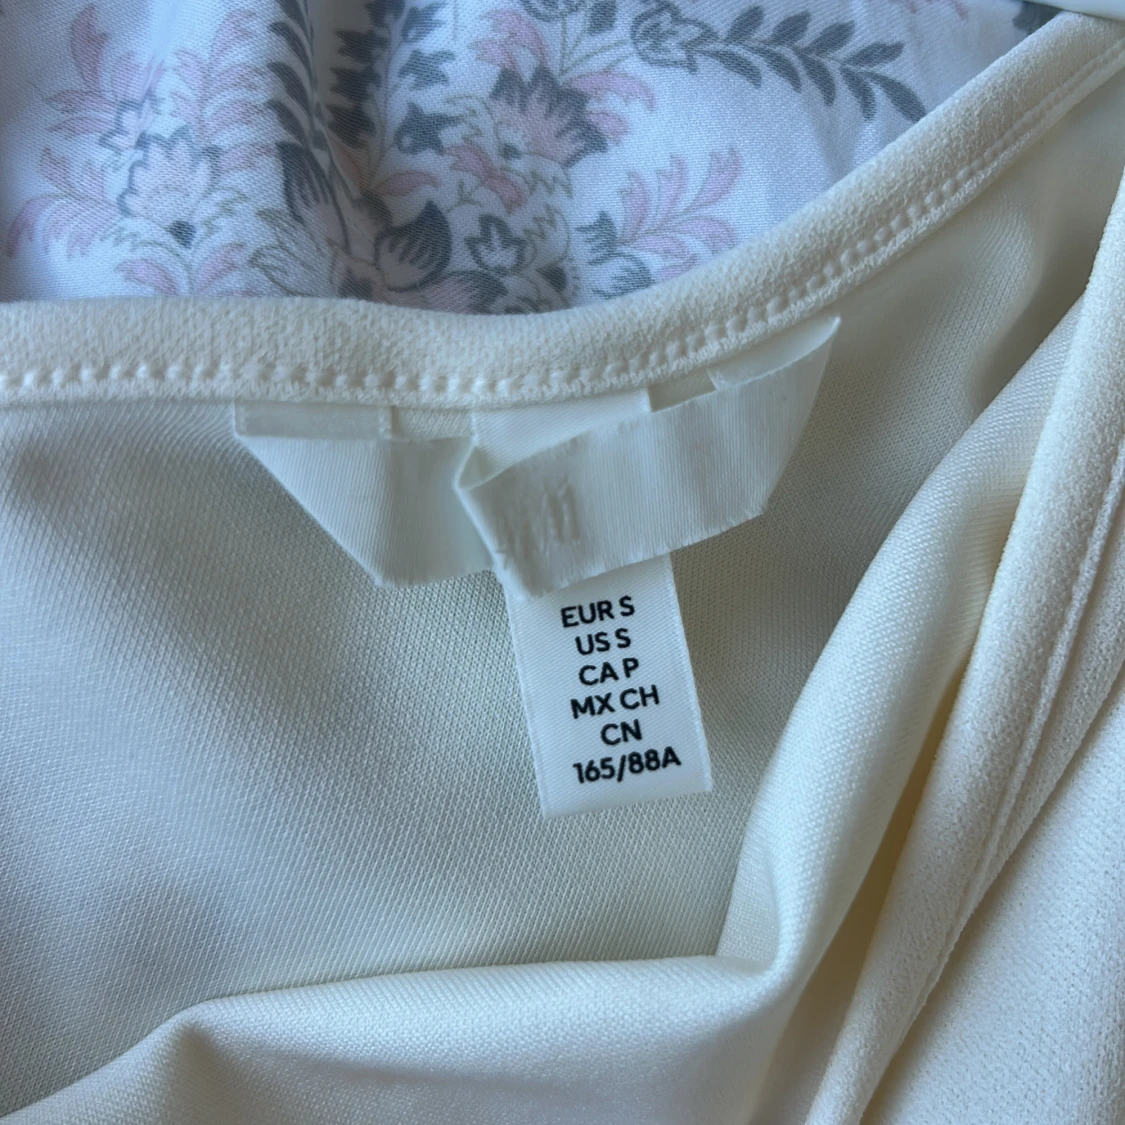 EUR S
US S
CA P
MX CH
CN
165/88A